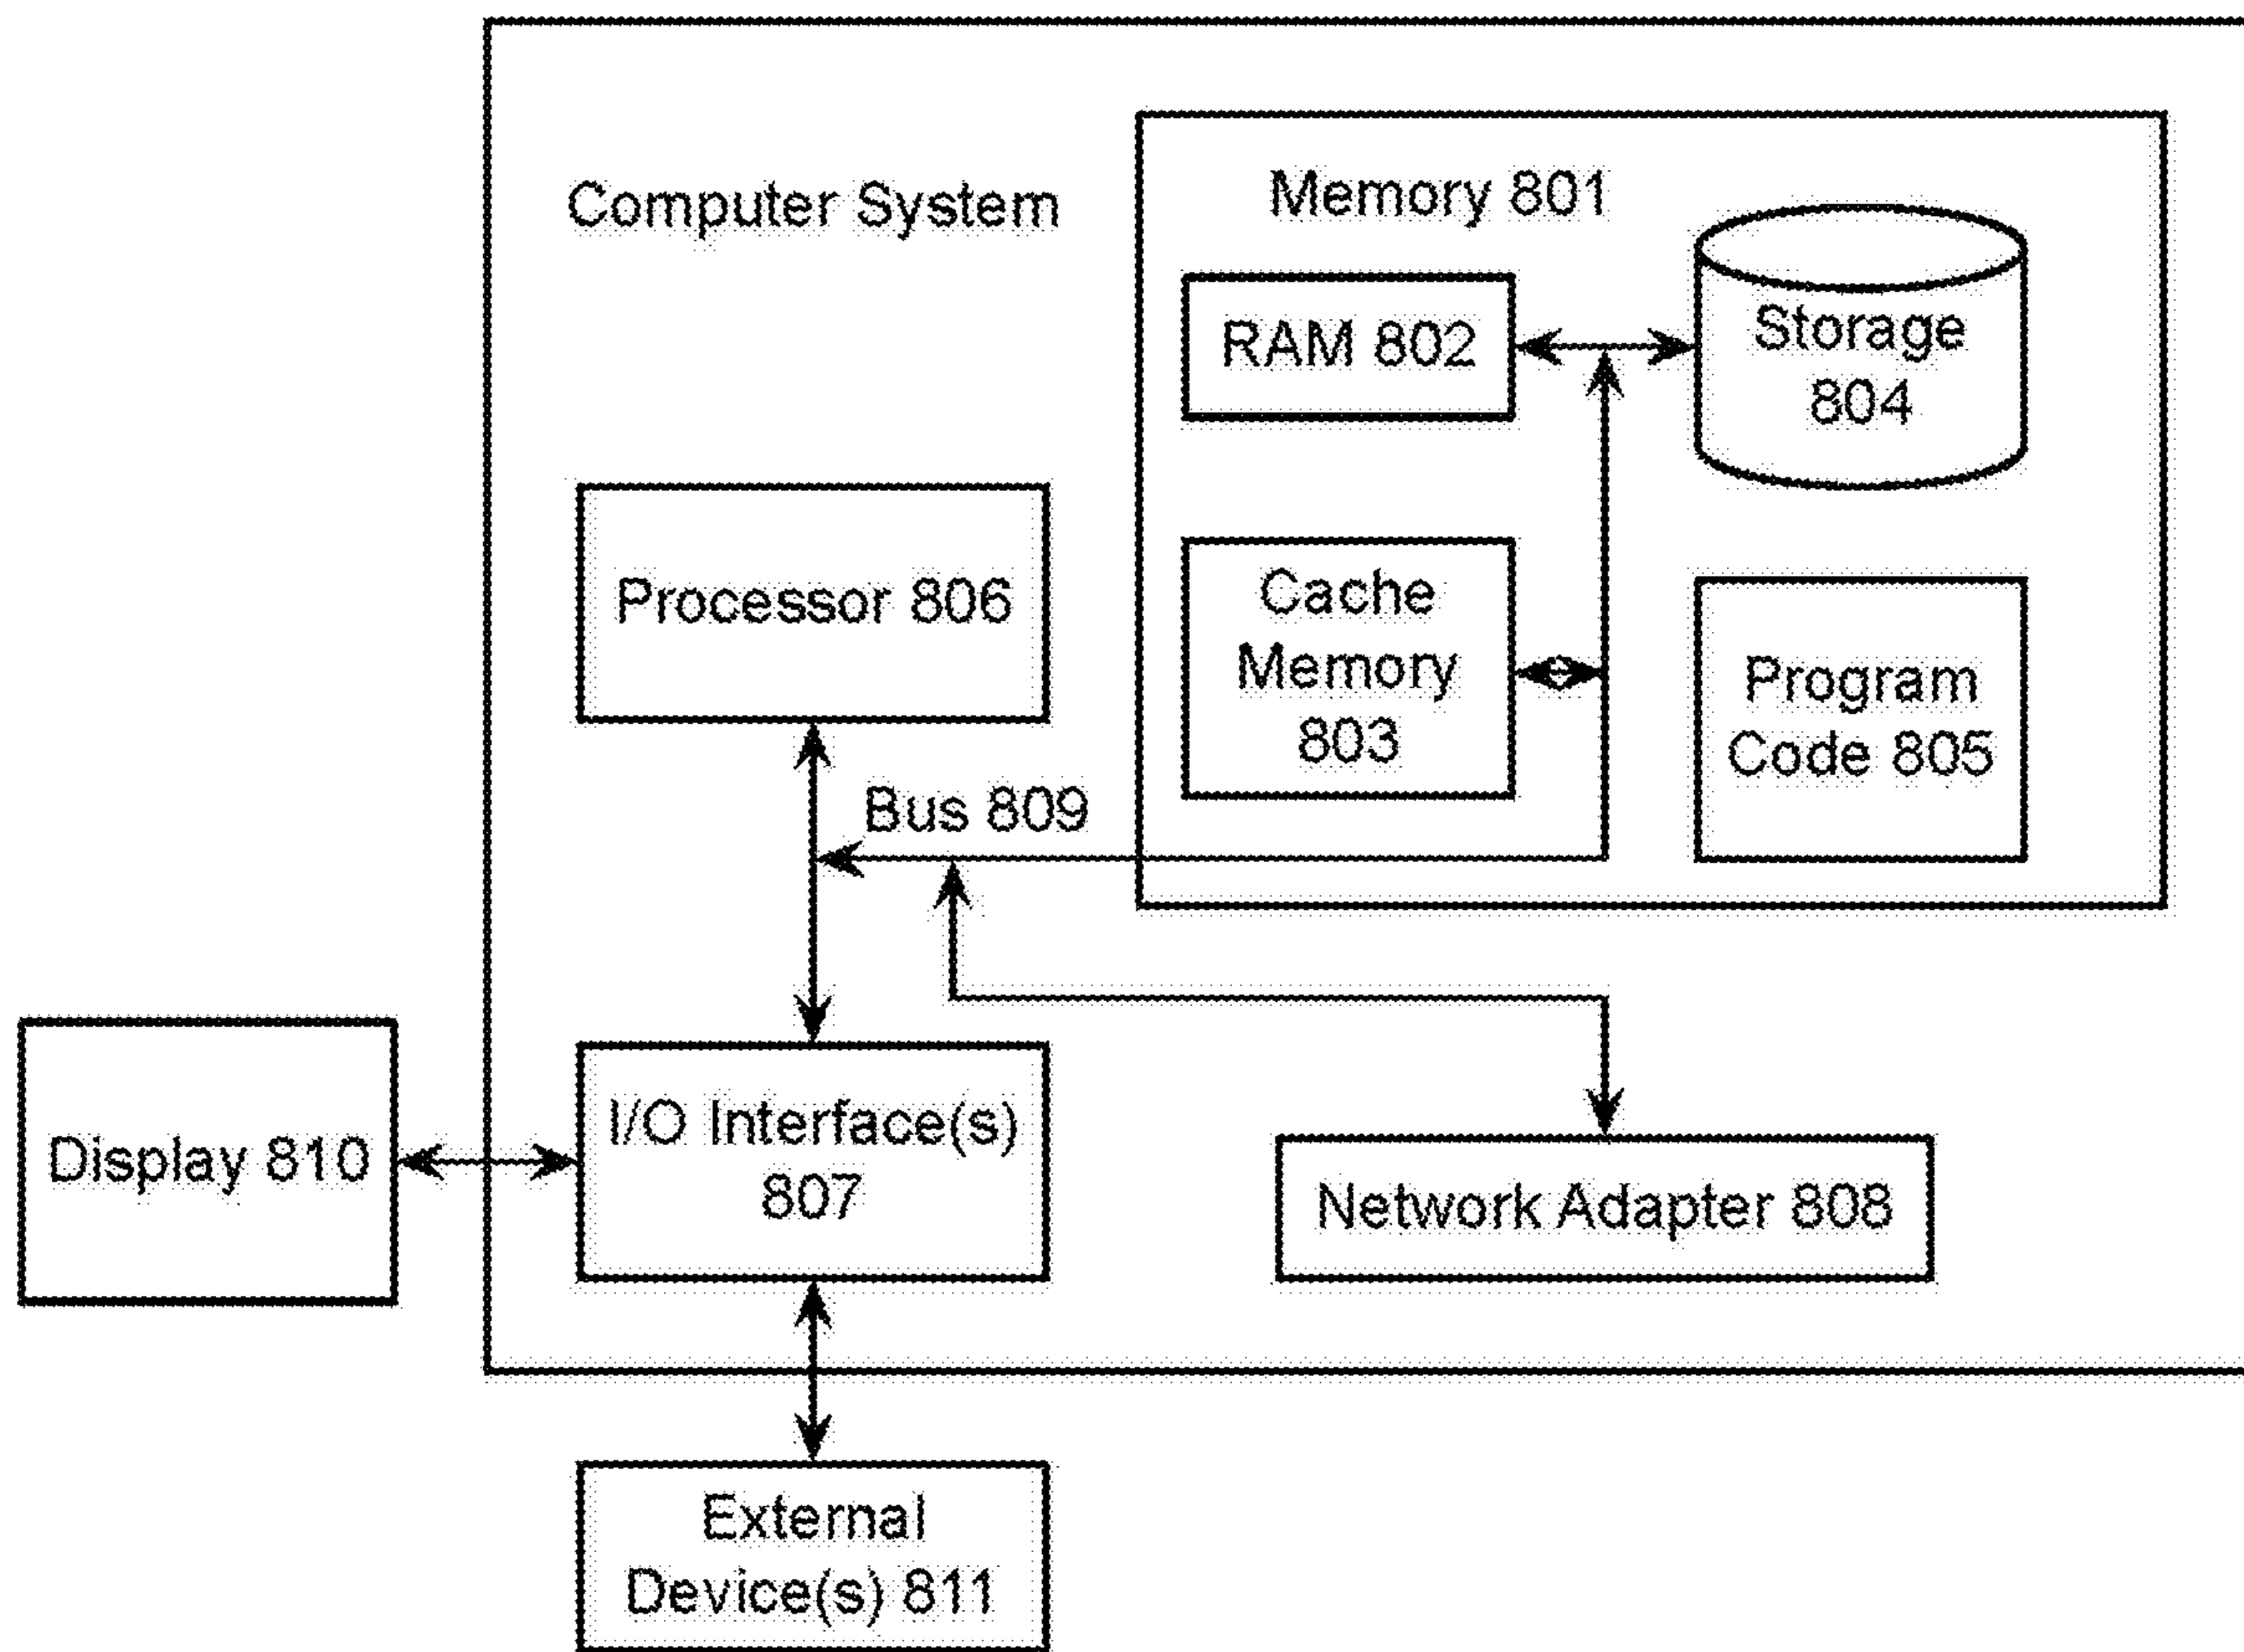 Computer System
Memory 801
RAM 802
Storage
804
Processor 806
Cache
Memory
803
Program
Code 805
Bus 809
Display 810
I/O Interface(s)
807
Network Adapter 808
External
Device(s) 811